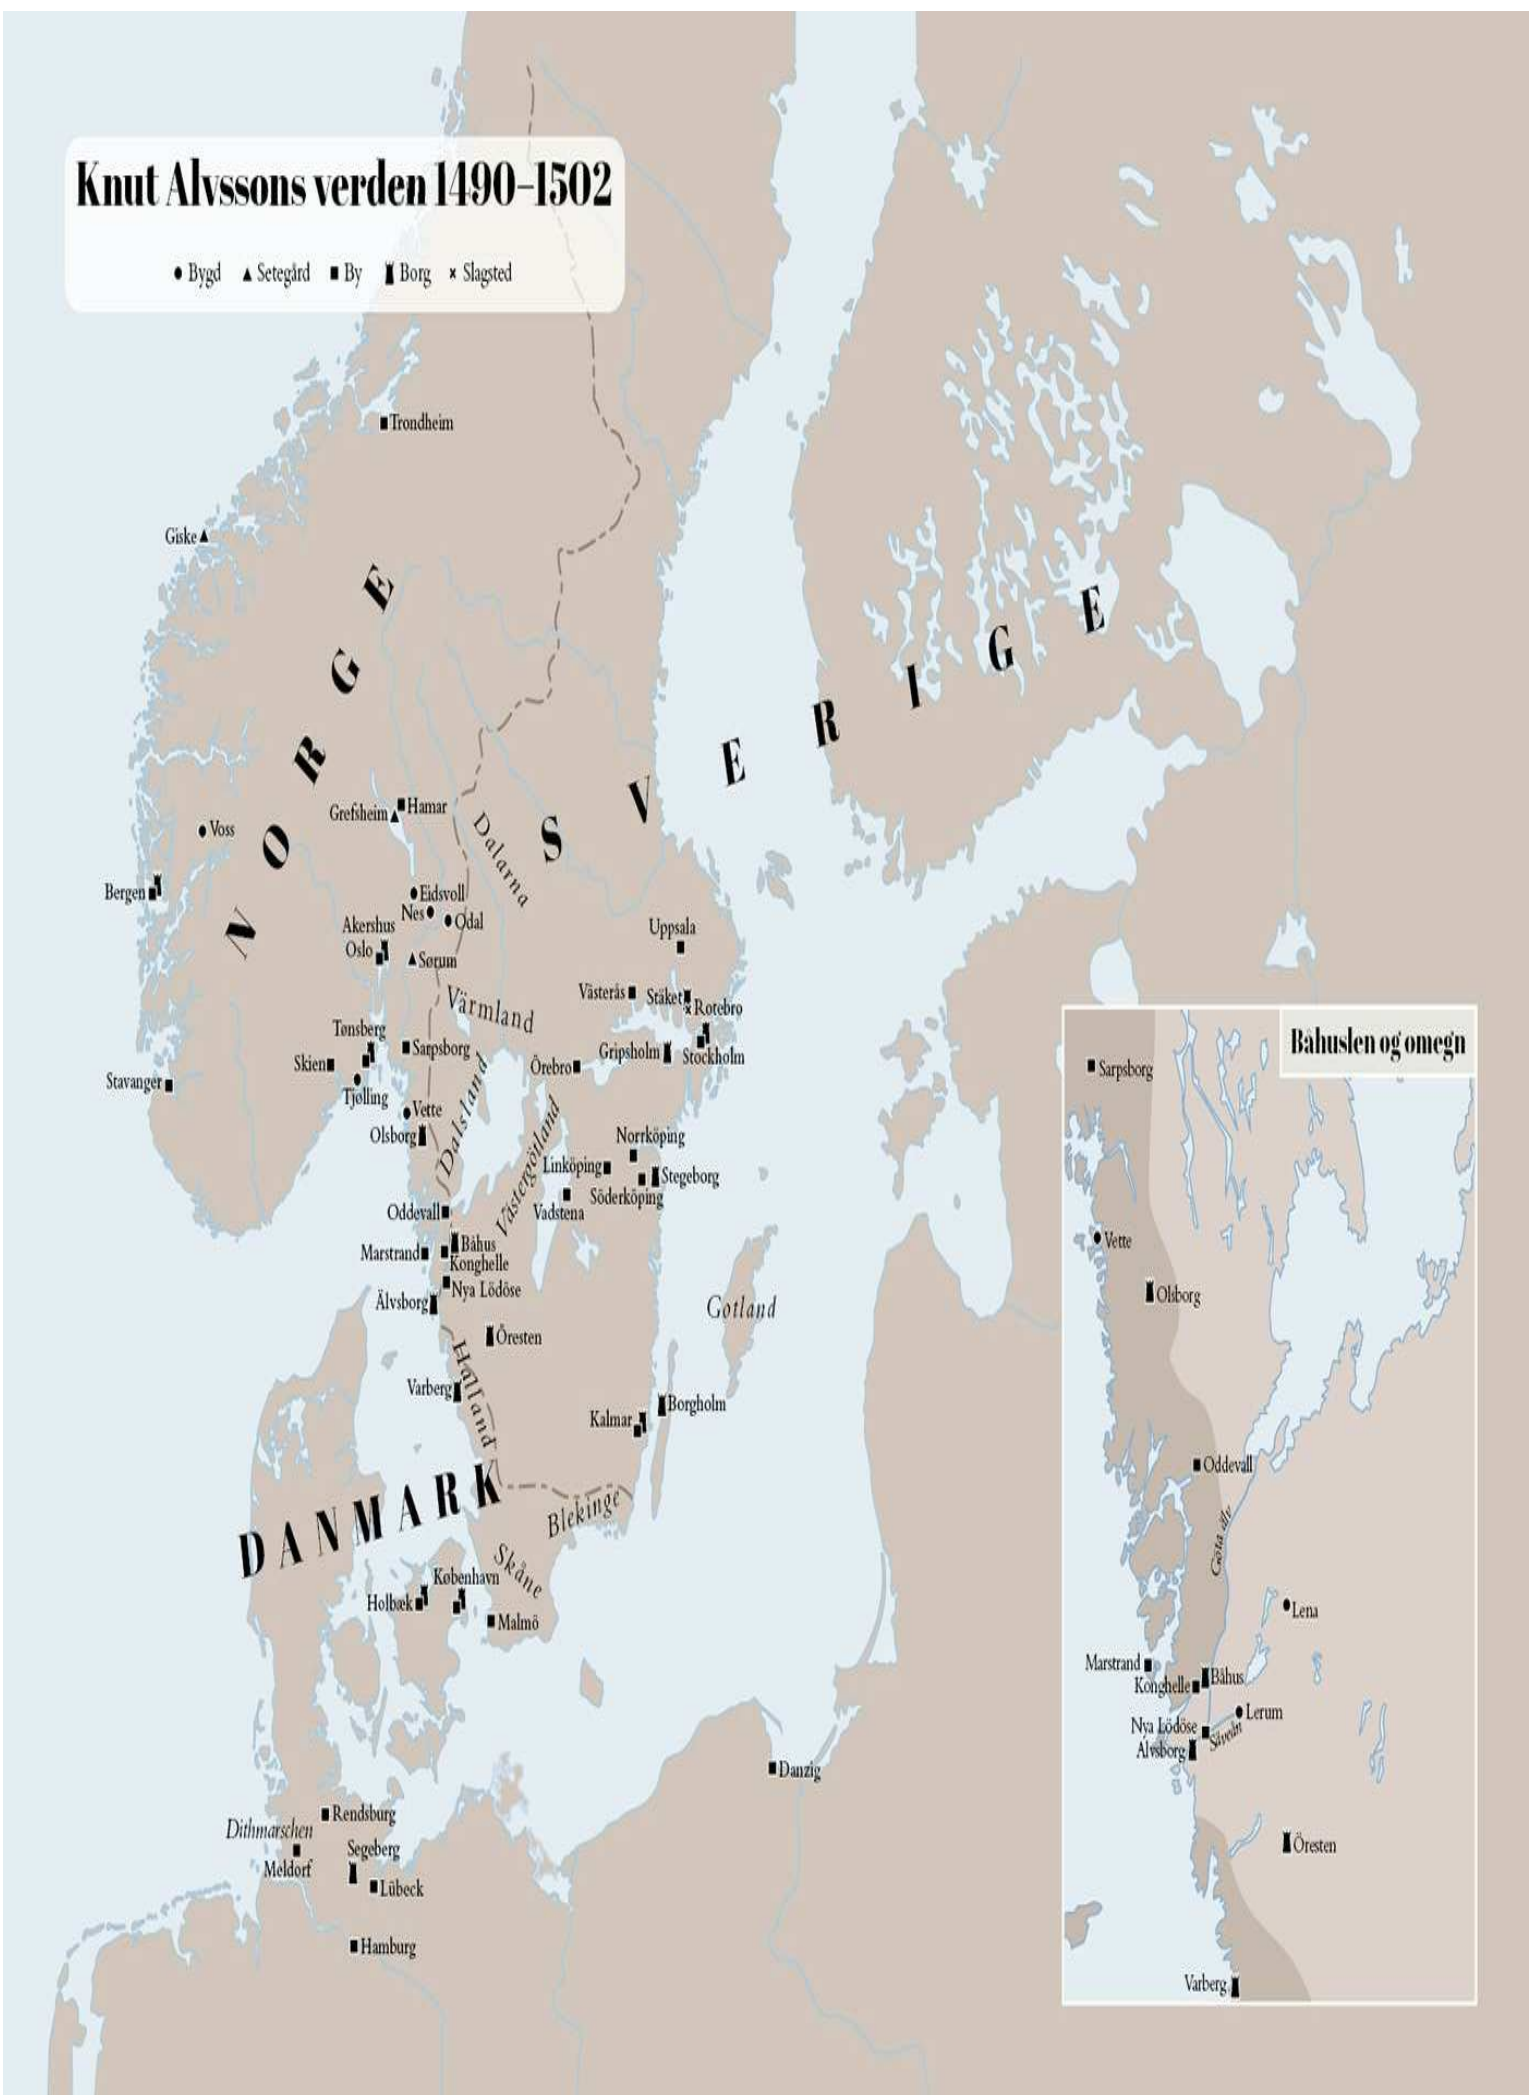 Knut Alvssons verden 1490–1502
Bygd Setegård By Borg Slagsted
Trondheim
Giske
NORGE
SVERIGE
Hamar
Grefsheim
Dalarna
Voss
Bergen
Eidsvoll
Nes
Odal
Akershus
Oslo
Sørum
Uppsala
Västerås
Stäket
Rotebro
Värmland
Tønsberg
Sarpsborg
Gripsholm
Stockholm
Skien
Örebro
Stavanger
Tjølling
Vette
Dalsland
Olsborg
Västergötland
Norrköping
Linköping
Stegeborg
Söderköping
Vadstena
Oddevall
Marstrand
Båhus
Konghelle
Nya Lödöse
Älvsborg
Gotland
Öresten
Halland
Varberg
Borgholm
Kalmar
DANMARK
Blekinge
Skåne
København
Holbæk
Malmö
Danzig
Rendsburg
Dithmarschen
Meldorf
Segeberg
Lübeck
Hamburg
Båhuslen og omegn
Sarpsborg
Vette
Olsborg
Oddevall
Göta älv
Lena
Marstrand
Båhus
Konghelle
Lerum
Nya Lödöse
Säveån
Älvsborg
Öresten
Varberg